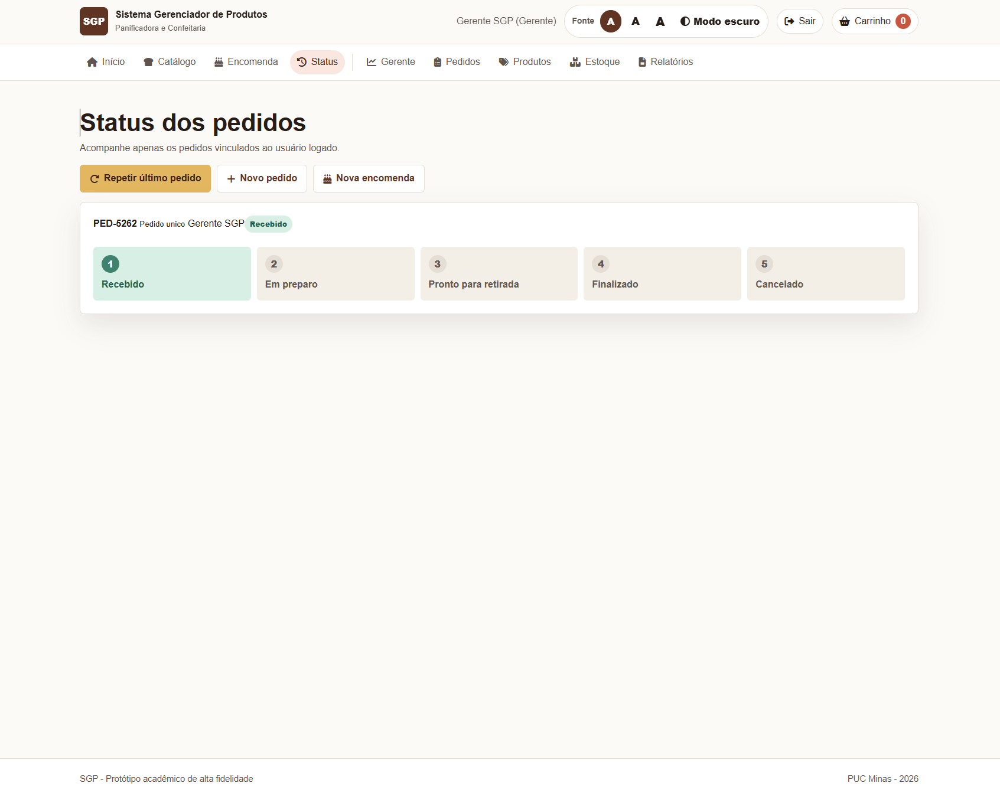 SGP
Sistema Gerenciador de Produtos
Panificadora e Confeitaria
Gerente SGP (Gerente)
Fonte A A A Modo escuro
Sair
Carrinho 0
Início Catálogo Encomenda Status Gerente Pedidos Produtos Estoque Relatórios
Status dos pedidos
Acompanhe apenas os pedidos vinculados ao usuário logado.
Repetir último pedido Novo pedido Nova encomenda
PED-5262 Pedido unico Gerente SGP Recebido
1 2 3 4 5
Recebido Em preparo Pronto para retirada Finalizado Cancelado
SGP - Protótipo acadêmico de alta fidelidade PUC Minas - 2026